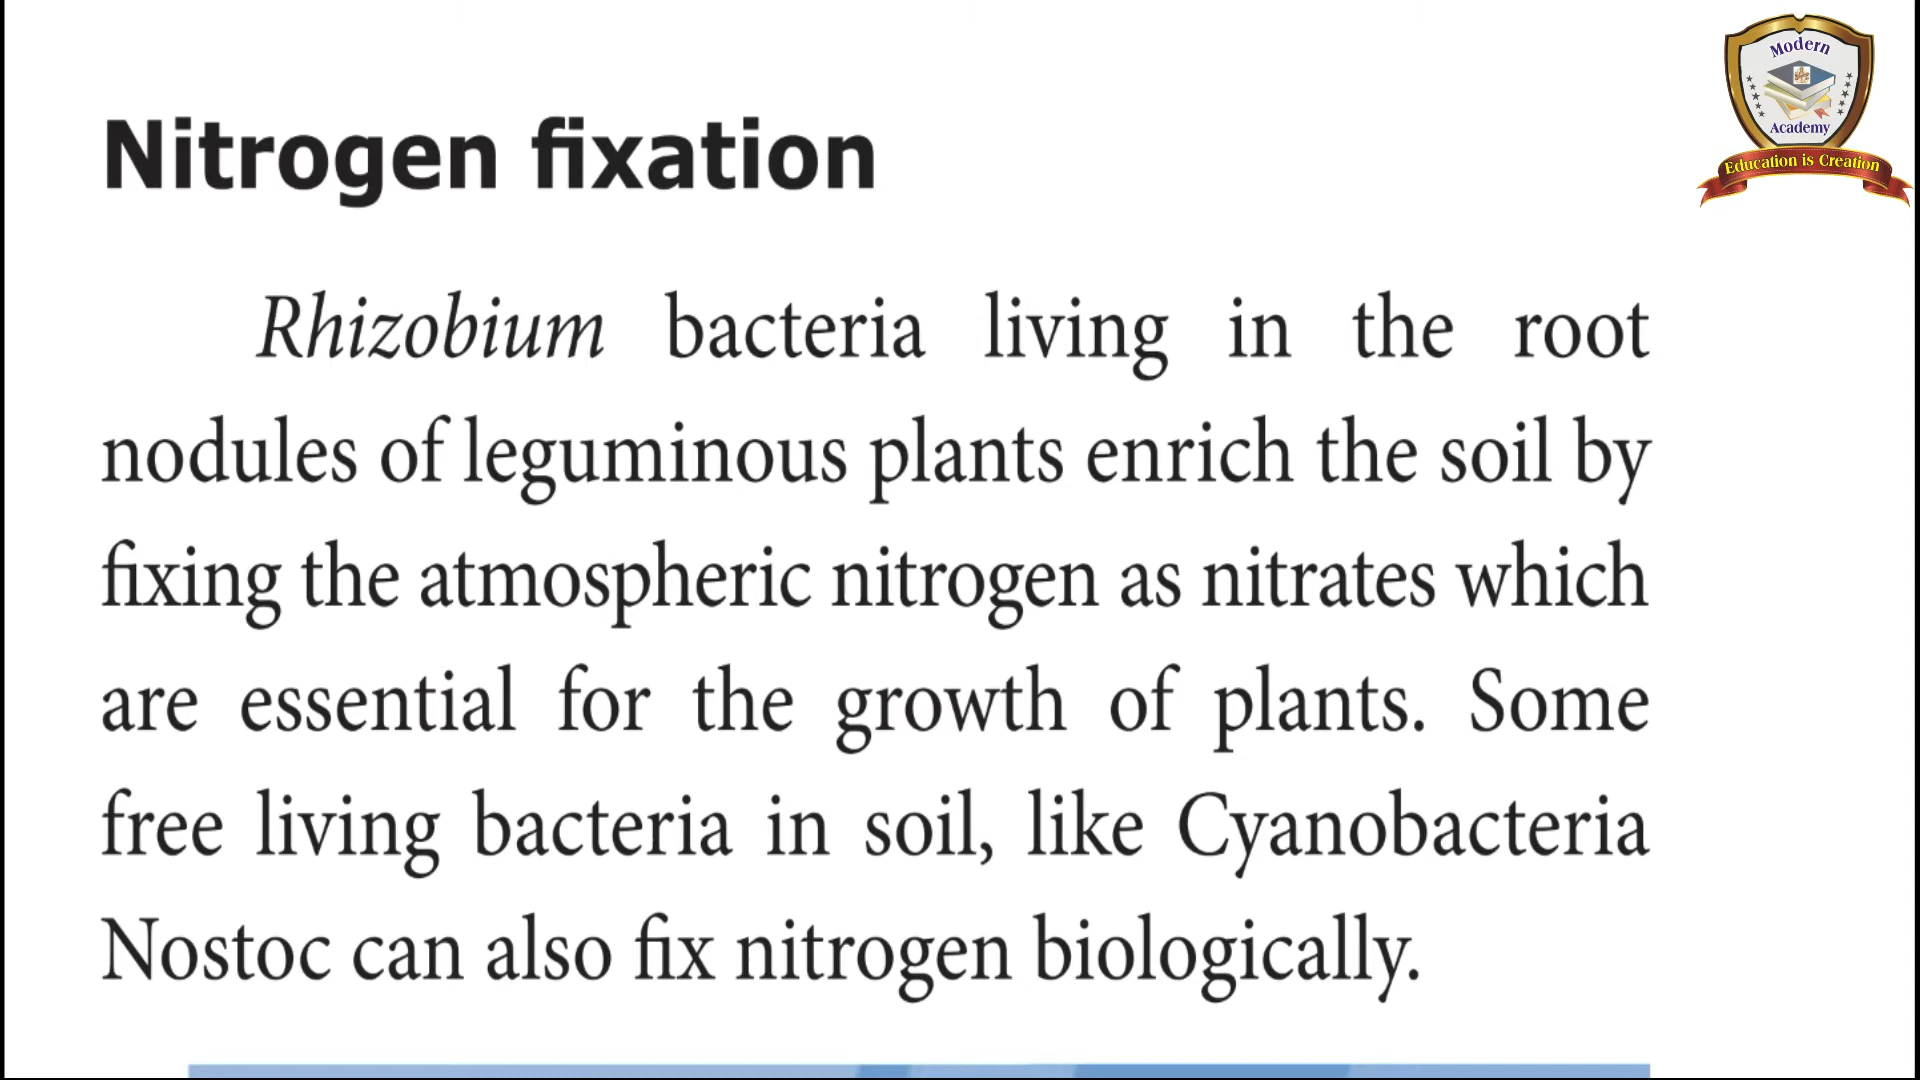 Modern
Academy
Education is Creation
Nitrogen fixation
Rhizobium bacteria living in the root
nodules of leguminous plants enrich the soil by
fixing the atmospheric nitrogen as nitrates which
are essential for the growth of plants. Some
free living bacteria in soil, like Cyanobacteria
Nostoc can also fix nitrogen biologically.